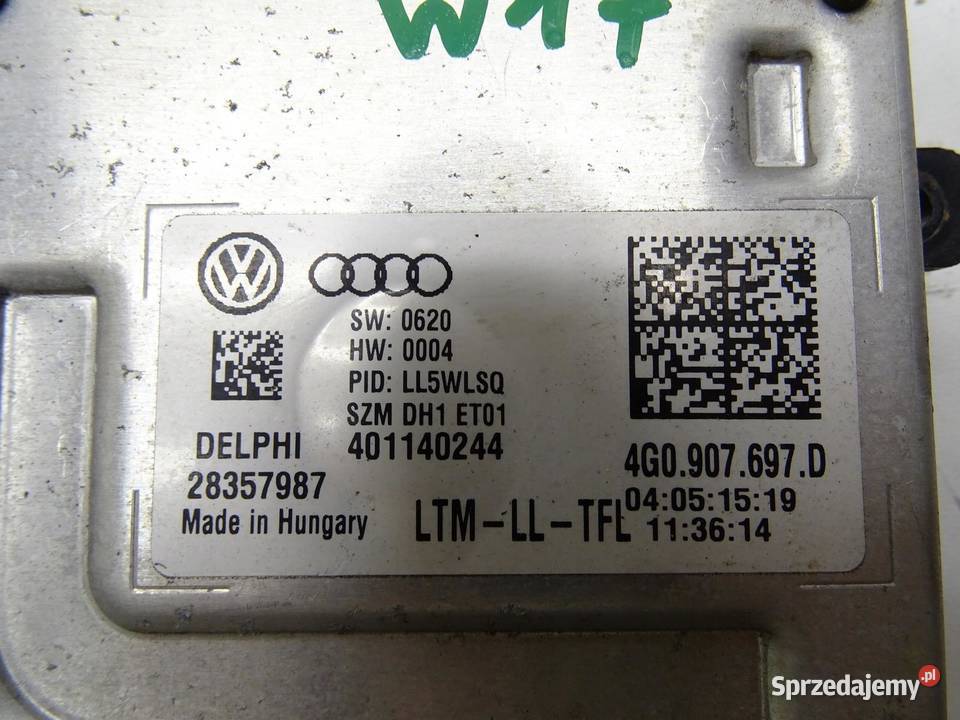 W1T
SW: 0620
HW: 0004
PID: LL5WLSQ
SZM DH1 ET01
DELPHI 401140244
28357987
Made in Hungary
LTM-LL-TFL
4G0.907.697.D
04:05:15:19
11:36:14
Sprzedajemy.pl